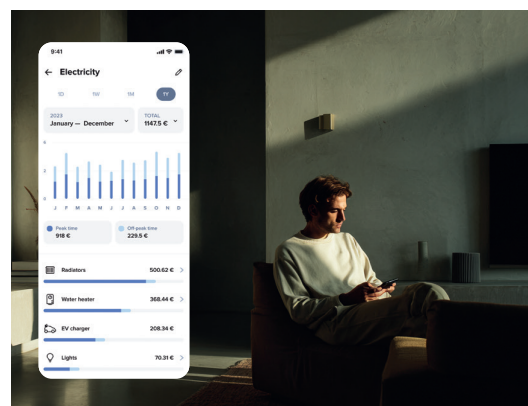 9:41
Electricity
1D 1W 1M 1Y
2023
January — December
TOTAL
1147.5 €
J F M A M J J A S O N D
Peak time
918 €
Off-peak time
229.5 €
Radiators 500.62 €
Water heater 368.44 €
EV charger 208.34 €
Lights 70.31 €